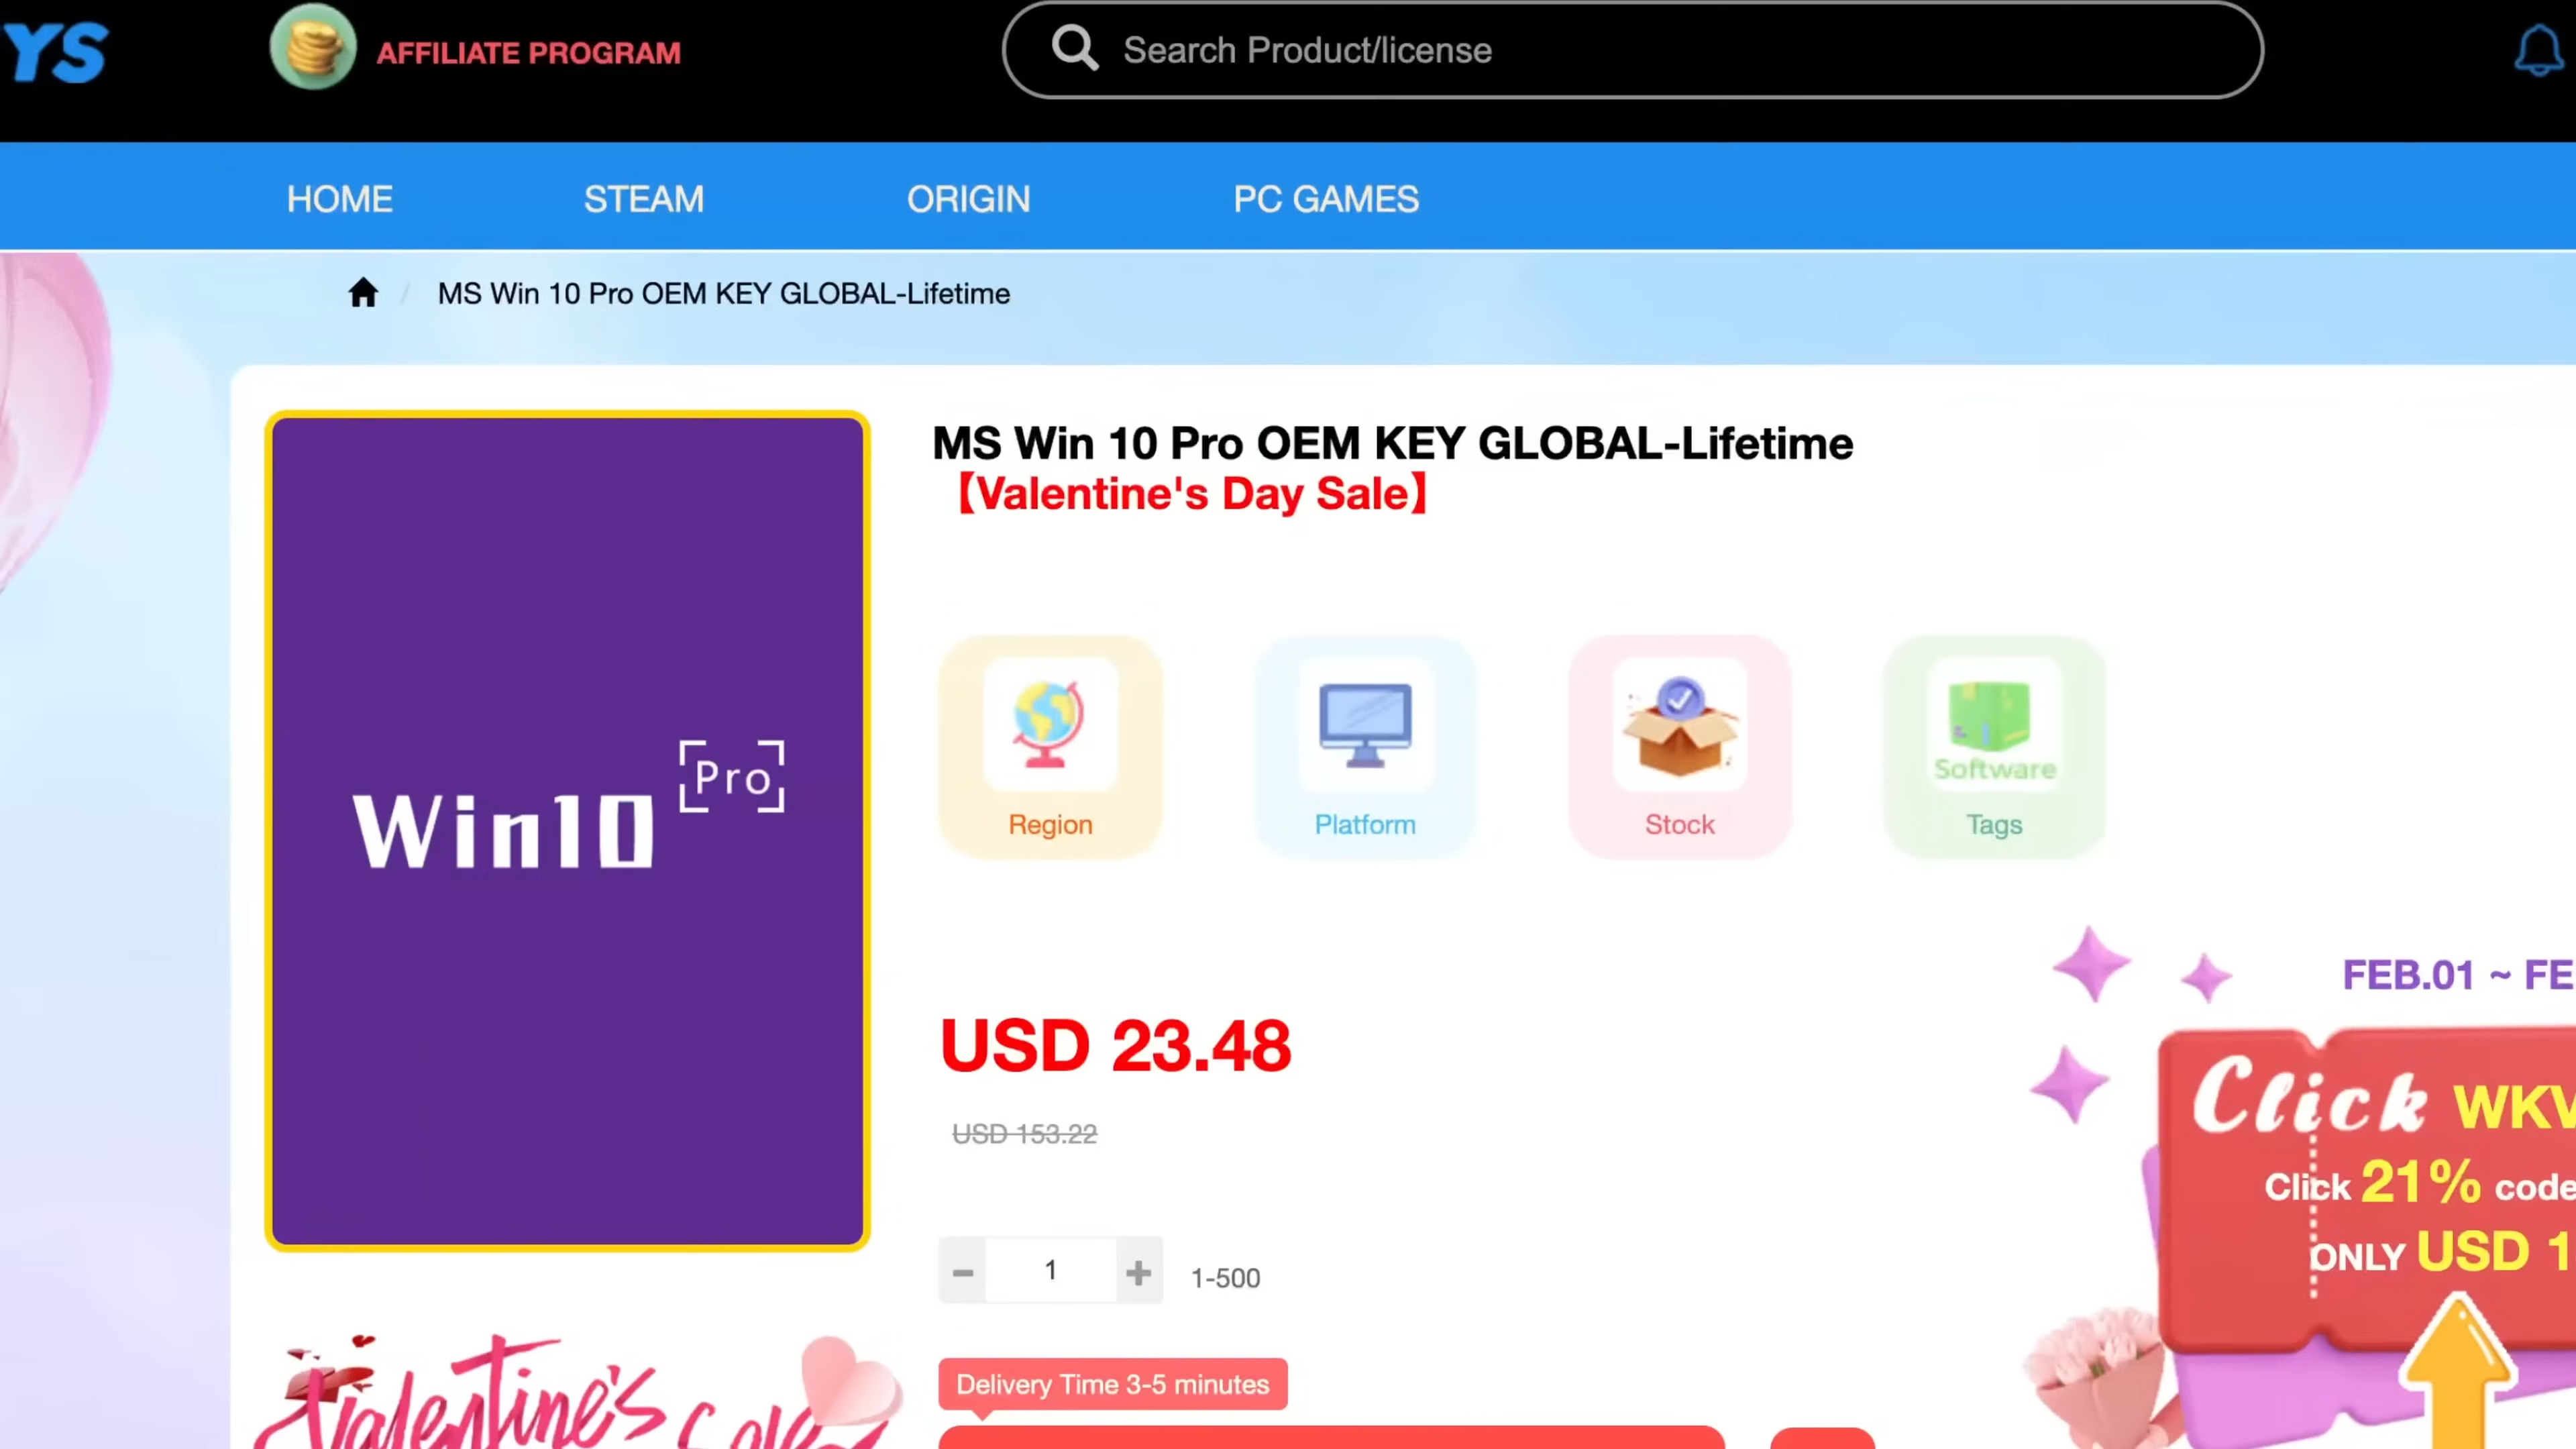 YS
AFFILIATE PROGRAM
Search Product/license
HOME
STEAM
ORIGIN
PC GAMES
/ MS Win 10 Pro OEM KEY GLOBAL-Lifetime
Win10 Pro
MS Win 10 Pro OEM KEY GLOBAL-Lifetime
【Valentine's Day Sale】
Region
Platform
Stock
Software
Tags
USD 23.48
USD 153.22
- 1 + 1-500
Delivery Time 3-5 minutes
FEB.01 ~ FE
Click WKV
Click 21% code
ONLY USD 1
Valentine's Sale